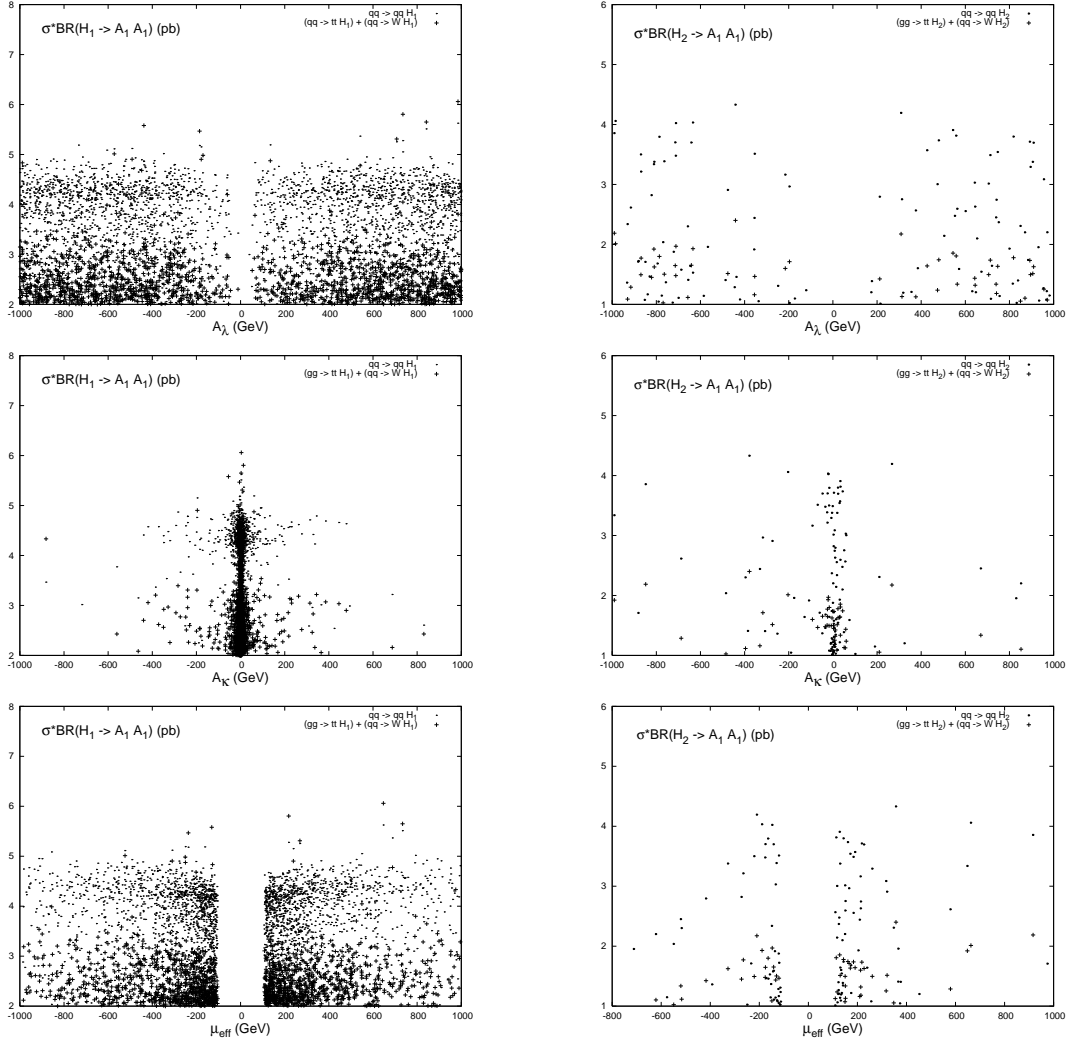 8
7
6
5
4
3
2
σ*BR(H₁ -> A₁ A₁) (pb)
qq -> qq H₁
(qq -> tt H₁) + (qq -> W H₁)
-1000 -800 -600 -400 -200 0 200 400 600 800 1000
A_λ (GeV)
6
5
4
3
2
1
σ*BR(H₂ -> A₁ A₁) (pb)
qq -> qq H₂
(gg -> tt H₂) + (qq -> W H₂)
-1000 -800 -600 -400 -200 0 200 400 600 800 1000
A_λ (GeV)
8
7
6
5
4
3
2
σ*BR(H₁ -> A₁ A₁) (pb)
qq -> qq H₁
(gg -> tt H₁) + (qq -> W H₁)
-1000 -800 -600 -400 -200 0 200 400 600 800 1000
A_κ (GeV)
6
5
4
3
2
1
σ*BR(H₂ -> A₁ A₁) (pb)
qq -> qq H₂
(gg -> tt H₂) + (qq -> W H₂)
-1000 -800 -600 -400 -200 0 200 400 600 800 1000
A_κ (GeV)
8
7
6
5
4
3
2
σ*BR(H₁ -> A₁ A₁) (pb)
qq -> qq H₁
(gg -> tt H₁) + (qq -> W H₁)
-1000 -800 -600 -400 -200 0 200 400 600 800 1000
μ_eff (GeV)
6
5
4
3
2
1
σ*BR(H₂ -> A₁ A₁) (pb)
qq -> qq H₂
(gg -> tt H₂) + (qq -> W H₂)
-800 -600 -400 -200 0 200 400 600 800 1000
μ_eff (GeV)